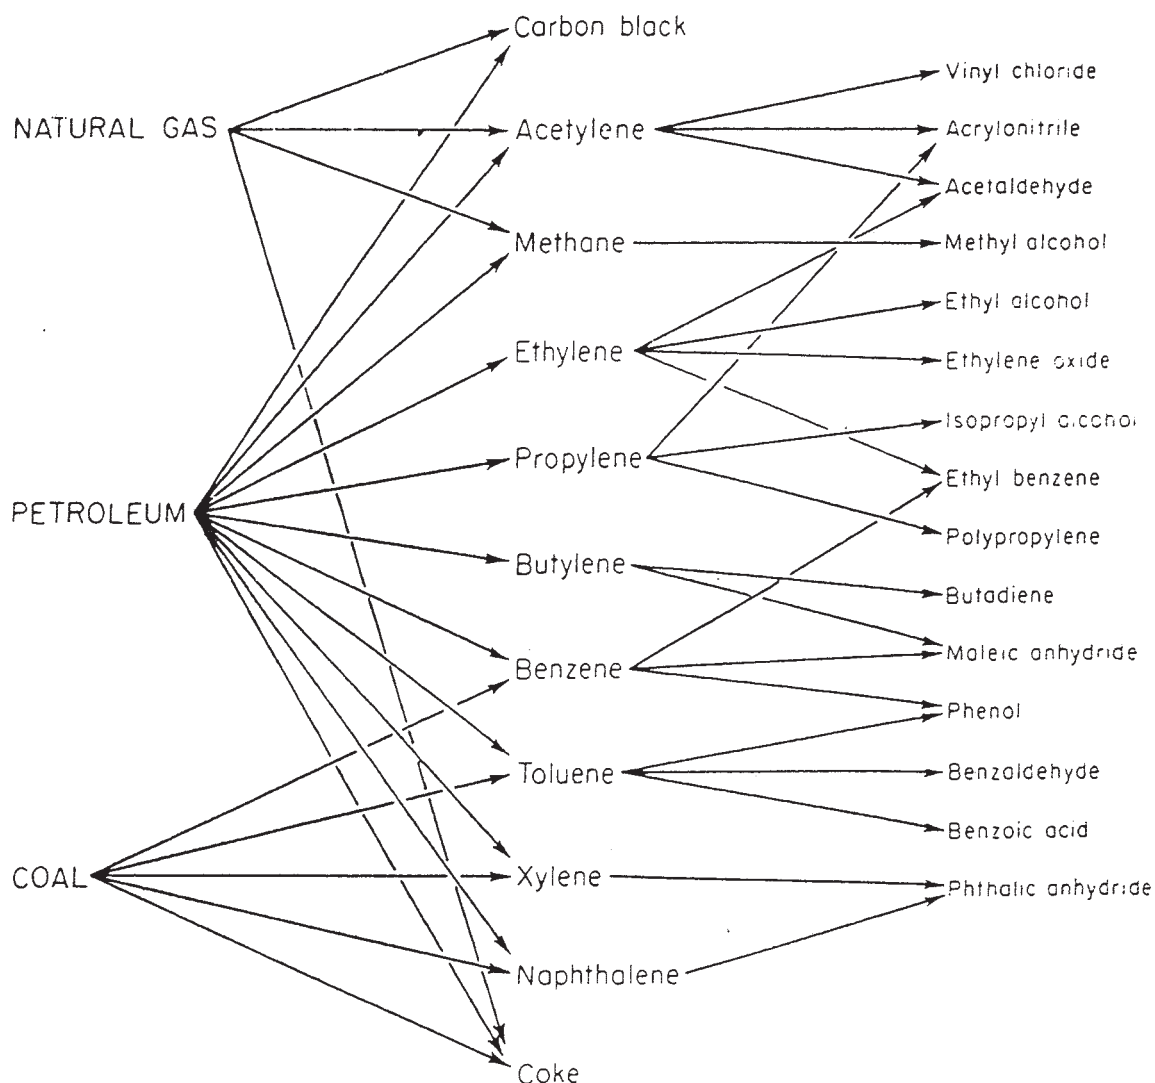 Carbon black
Vinyl chloride
NATURAL GAS
Acetylene
Acrylonitrile
Acetaldehyde
Methane
Methyl alcohol
Ethyl alcohol
Ethylene
Ethylene oxide
Isopropyl alcohol
Propylene
Ethyl benzene
PETROLEUM
Polypropylene
Butylene
Butadiene
Maleic anhydride
Benzene
Phenol
Toluene
Benzaldehyde
Benzoic acid
COAL
Xylene
Phthalic anhydride
Naphthalene
Coke